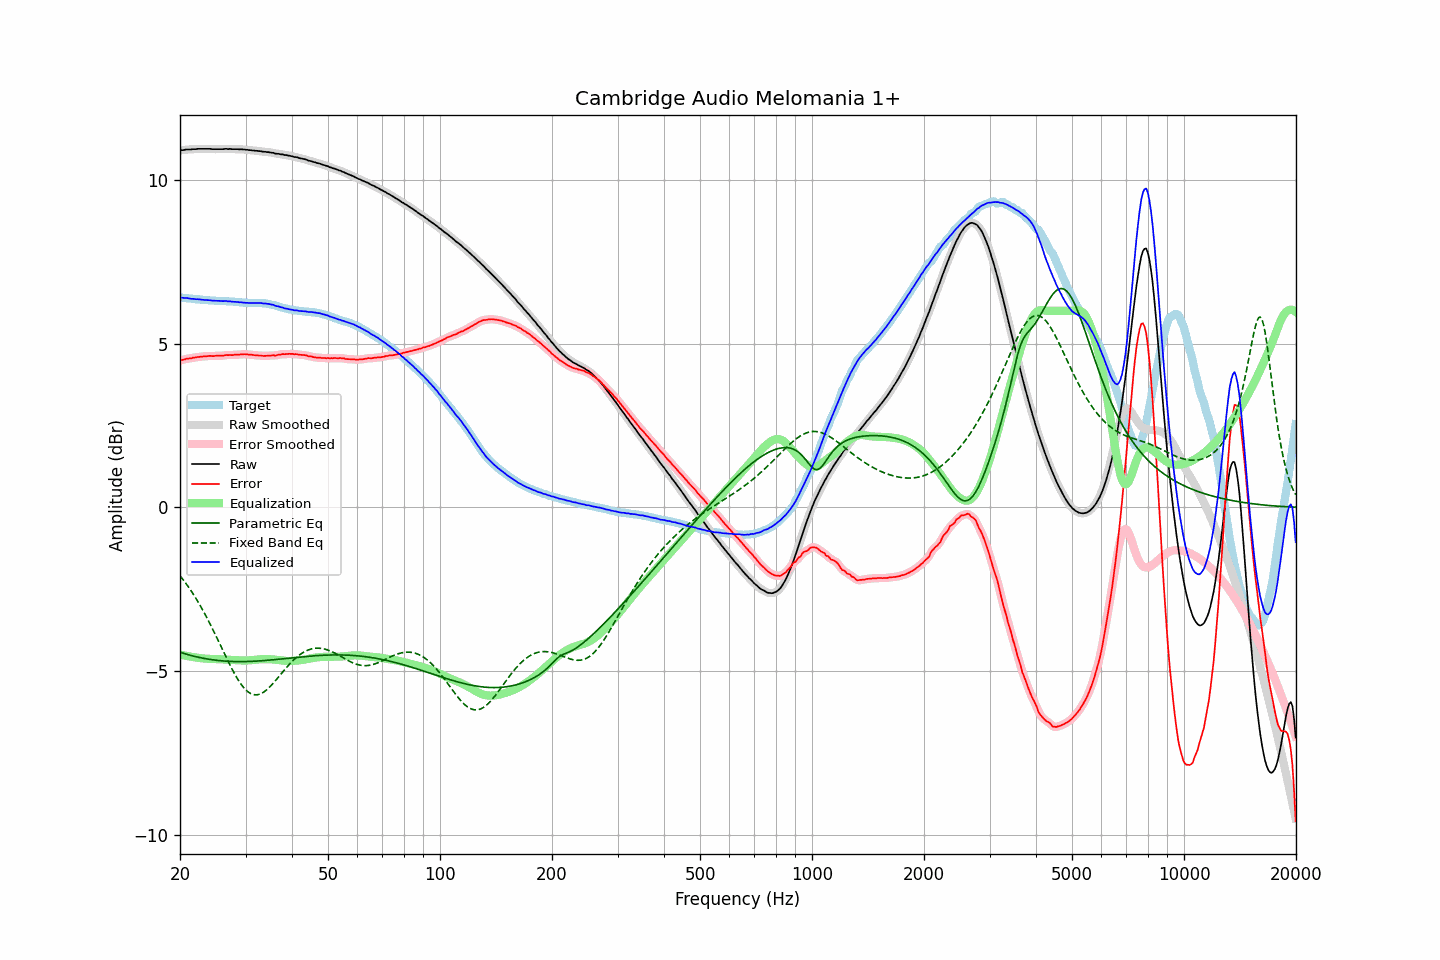 Cambridge Audio Melomania 1+
Amplitude (dBr)
10
5
0
−5
−10
Target
Raw Smoothed
Error Smoothed
Raw
Error
Equalization
Parametric Eq
Fixed Band Eq
Equalized
20
50
100
200
500
1000
2000
5000
10000
20000
Frequency (Hz)